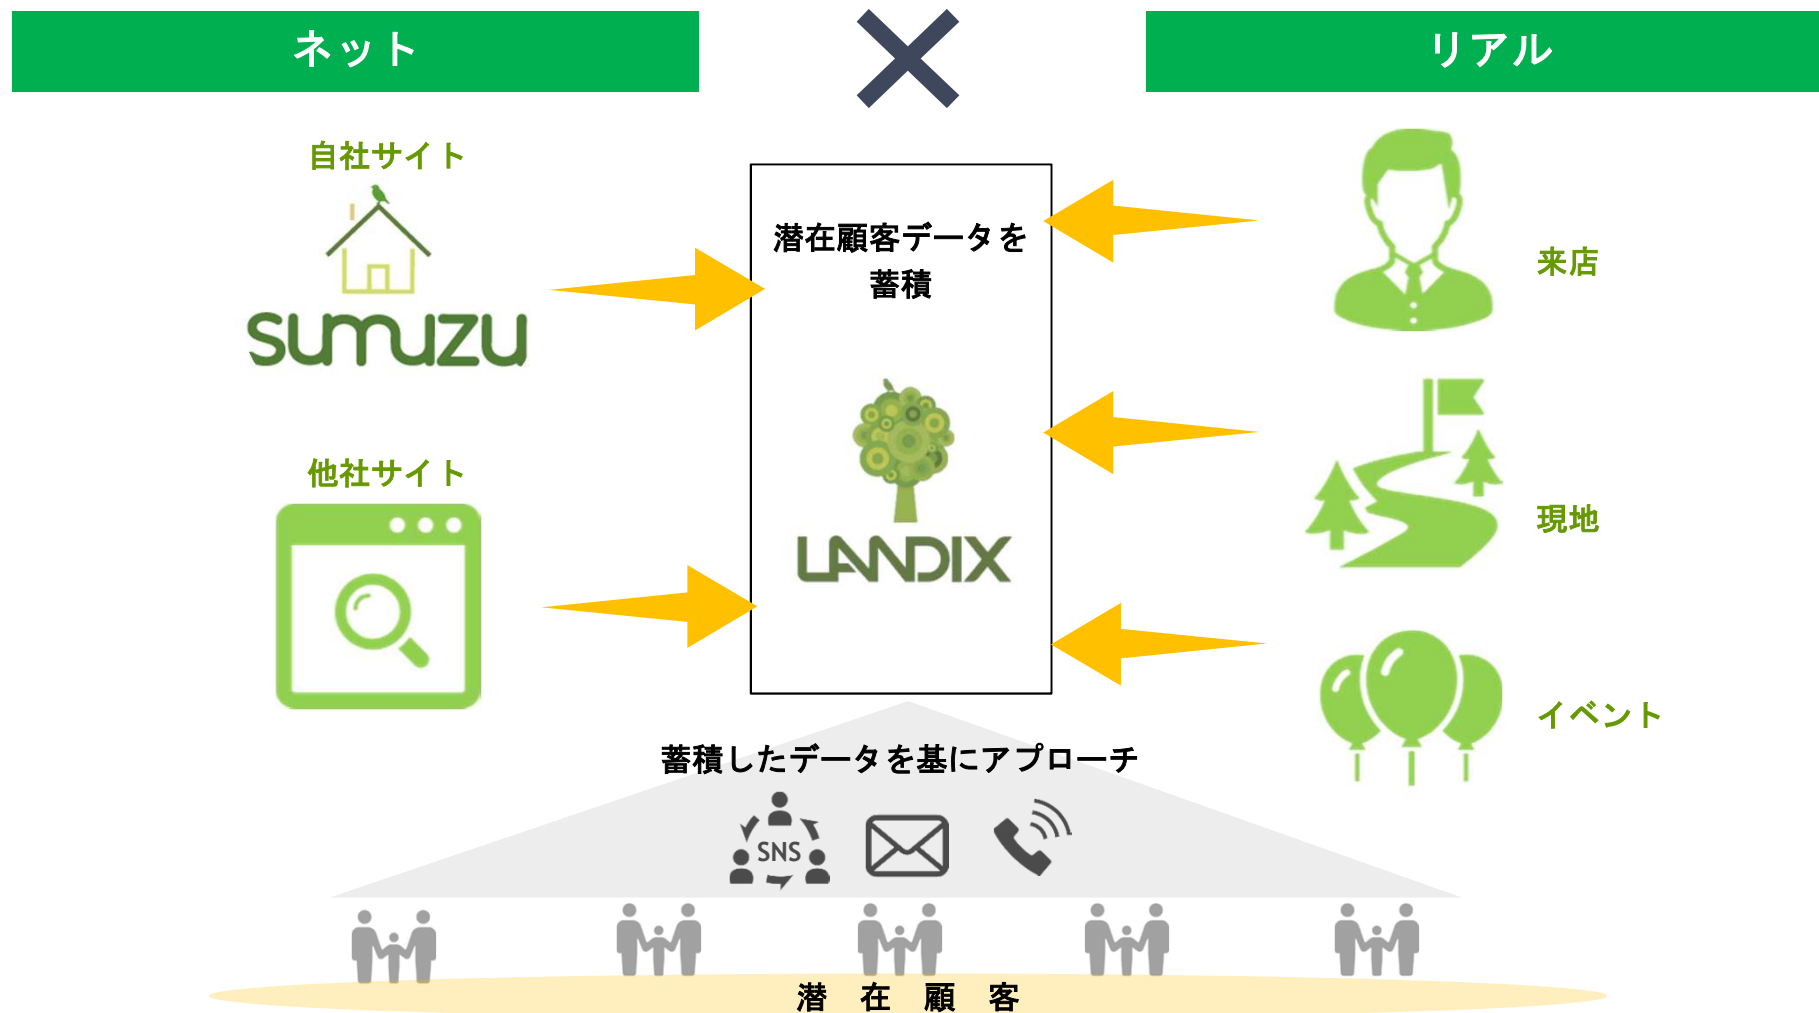 ネット
リアル
自社サイト
sumuzu
他社サイト
潜在顧客データを
蓄積
LANDIX
来店
現地
イベント
蓄積したデータを基にアプローチ
SNS
潜 在 顧 客